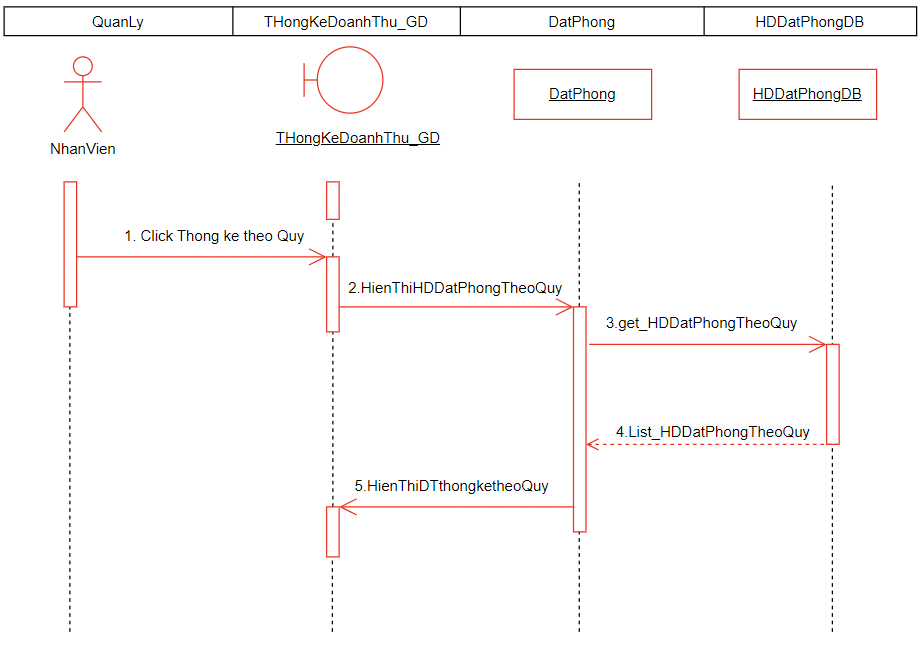 QuanLy
THongKeDoanhThu_GD
DatPhong
HDDatPhongDB
NhanVien
THongKeDoanhThu_GD
DatPhong
HDDatPhongDB
1. Click Thong ke theo Quy
2.HienThiHDDatPhongTheoQuy
3.get_HDDatPhongTheoQuy
4.List_HDDatPhongTheoQuy
5.HienThiDTthongketheoQuy